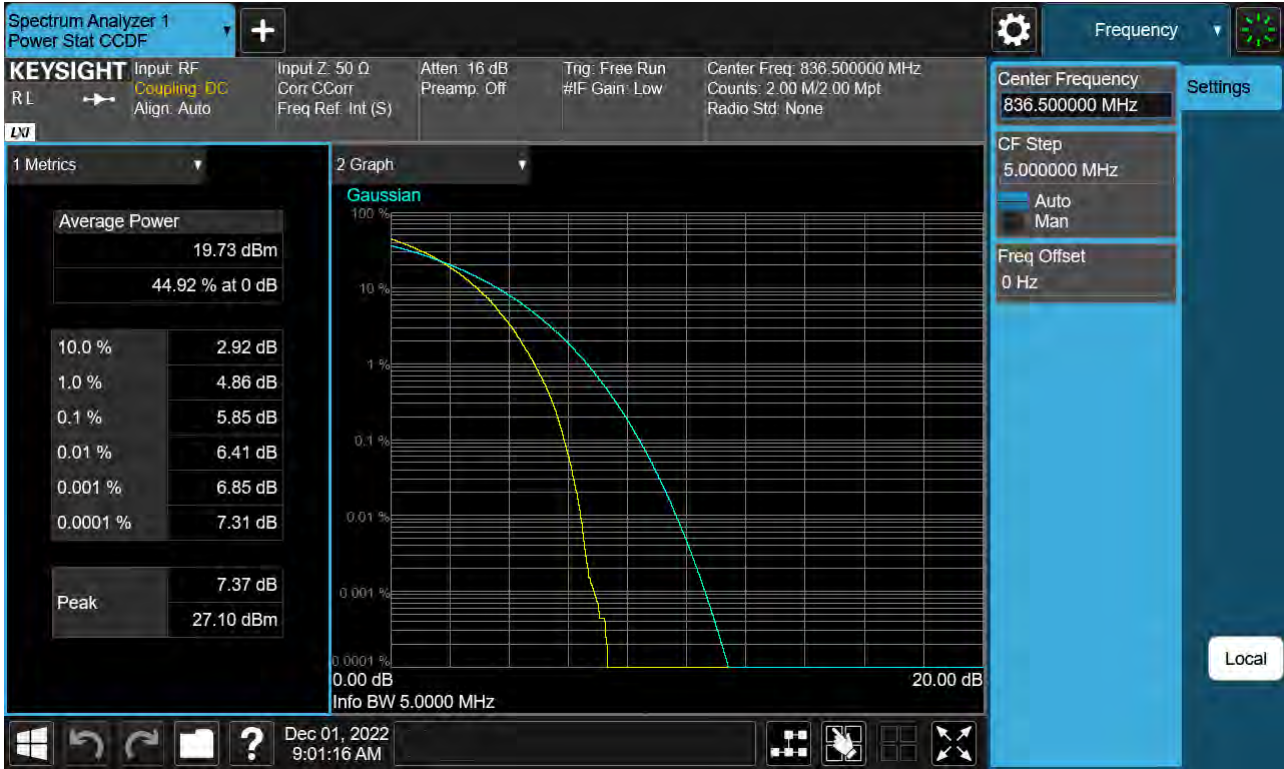 Spectrum Analyzer 1
Power Stat CCDF
+
Frequency
KEYSIGHT
R L
LXI
Input: RF
Coupling: DC
Align: Auto
Input Z: 50 Ω
Corr CCorr
Freq Ref: Int (S)
Atten: 16 dB
Preamp: Off
Trig: Free Run
#IF Gain: Low
Center Freq: 836.500000 MHz
Counts: 2.00 M/2.00 Mpt
Radio Std: None
Center Frequency
836.500000 MHz
Settings
CF Step
5.000000 MHz
Auto
Man
Freq Offset
0 Hz
Local
1 Metrics
Average Power
19.73 dBm
44.92 % at 0 dB
10.0 % 2.92 dB
1.0 % 4.86 dB
0.1 % 5.85 dB
0.01 % 6.41 dB
0.001 % 6.85 dB
0.0001 % 7.31 dB
Peak
7.37 dB
27.10 dBm
2 Graph
Gaussian
100 %
10 %
1 %
0.1 %
0.01 %
0.001 %
0.0001 %
0.00 dB 20.00 dB
Info BW 5.0000 MHz
?
Dec 01, 2022
9:01:16 AM